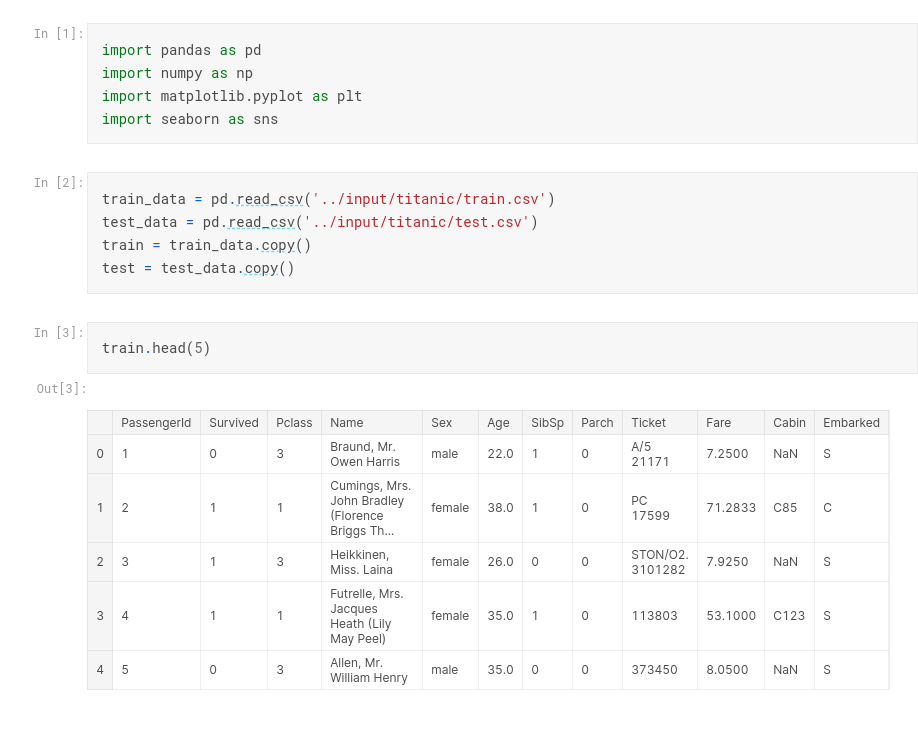 In [1]:
import pandas as pd
import numpy as np
import matplotlib.pyplot as plt
import seaborn as sns
In [2]:
train_data = pd.read_csv('../input/titanic/train.csv')
test_data = pd.read_csv('../input/titanic/test.csv')
train = train_data.copy()
test = test_data.copy()
In [3]:
train.head(5)
Out[3]:
PassengerId Survived Pclass Name Sex Age SibSp Parch Ticket Fare Cabin Embarked
0 1 0 3 Braund, Mr. Owen Harris male 22.0 1 0 A/5 21171 7.2500 NaN S
1 2 1 1 Cumings, Mrs. John Bradley (Florence Briggs Th... female 38.0 1 0 PC 17599 71.2833 C85 C
2 3 1 3 Heikkinen, Miss. Laina female 26.0 0 0 STON/O2. 3101282 7.9250 NaN S
3 4 1 1 Futrelle, Mrs. Jacques Heath (Lily May Peel) female 35.0 1 0 113803 53.1000 C123 S
4 5 0 3 Allen, Mr. William Henry male 35.0 0 0 373450 8.0500 NaN S